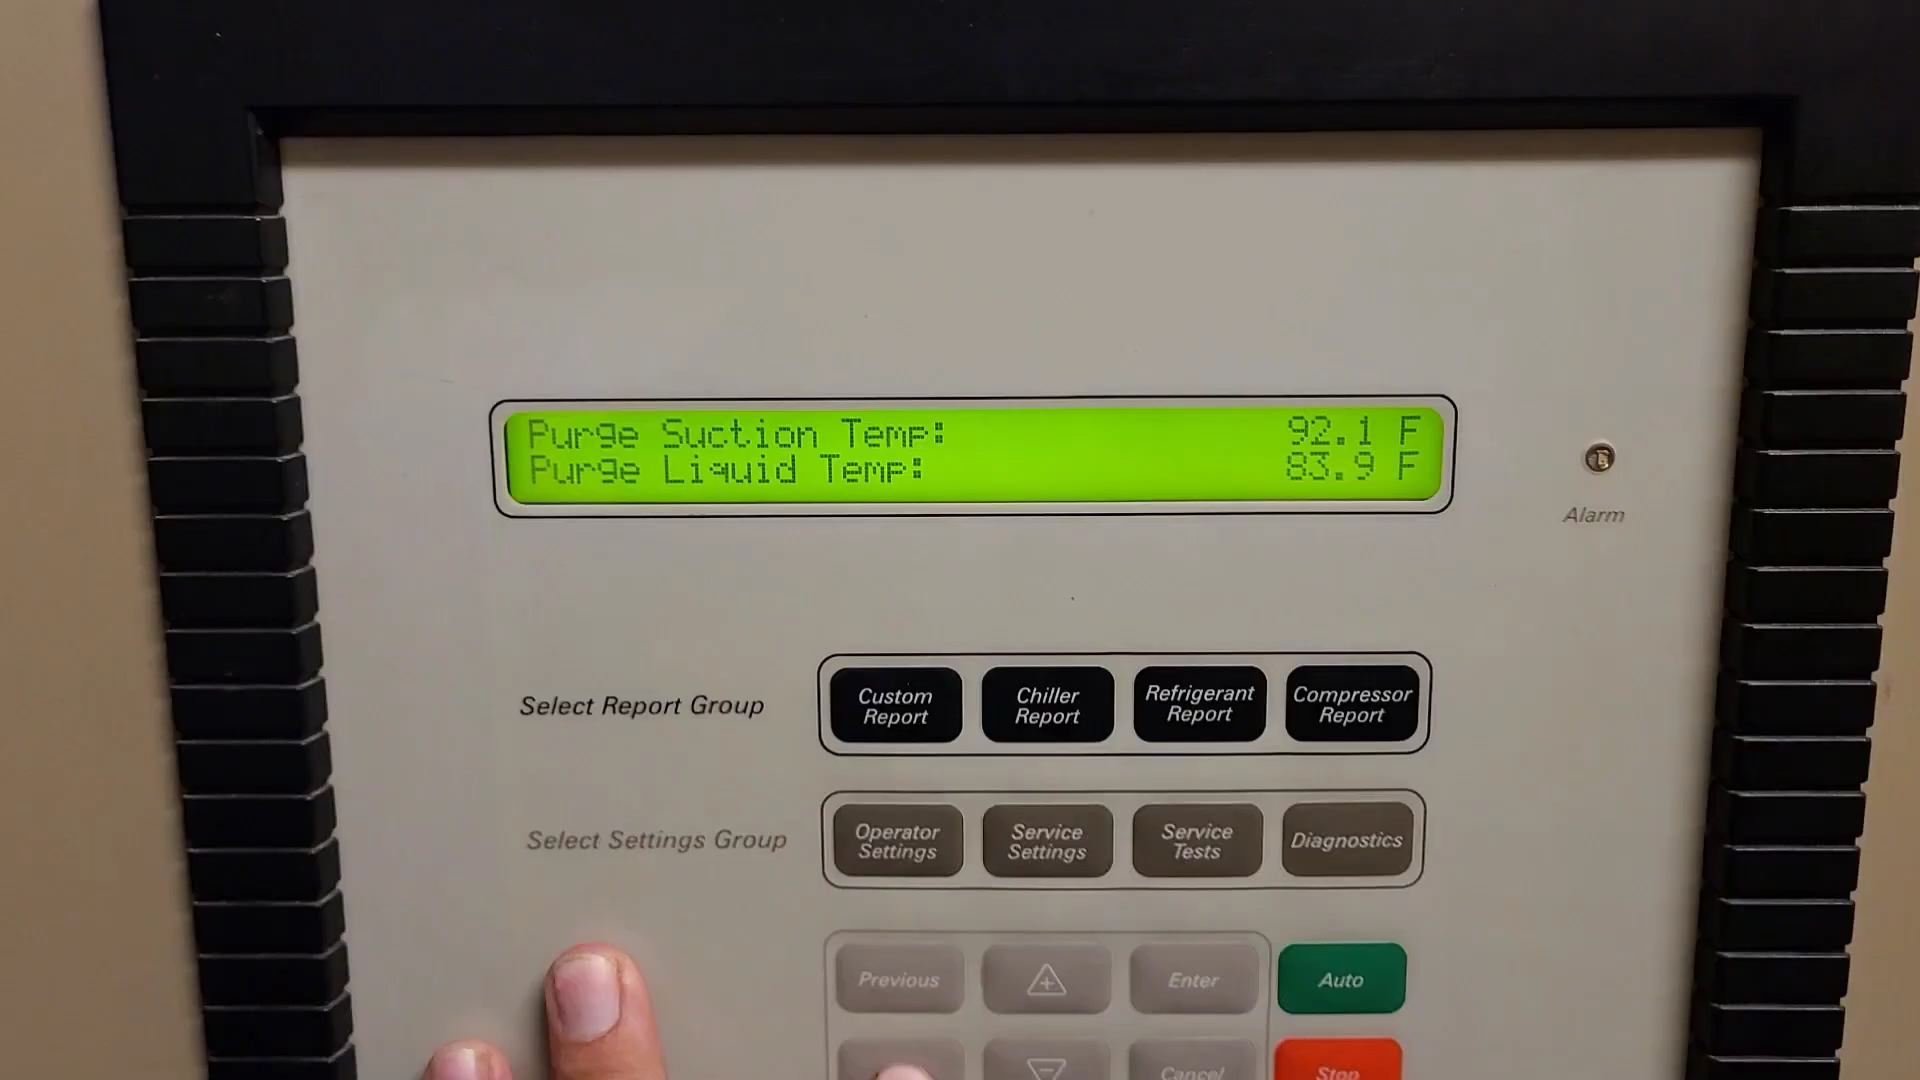 Purge Suction Temp: 92.1 F
Purge Liquid Temp: 83.9 F
Alarm
Select Report Group
Custom Report
Chiller Report
Refrigerant Report
Compressor Report
Select Settings Group
Operator Settings
Service Settings
Service Tests
Diagnostics
Previous
+
Enter
Auto
−
Cancel
Stop